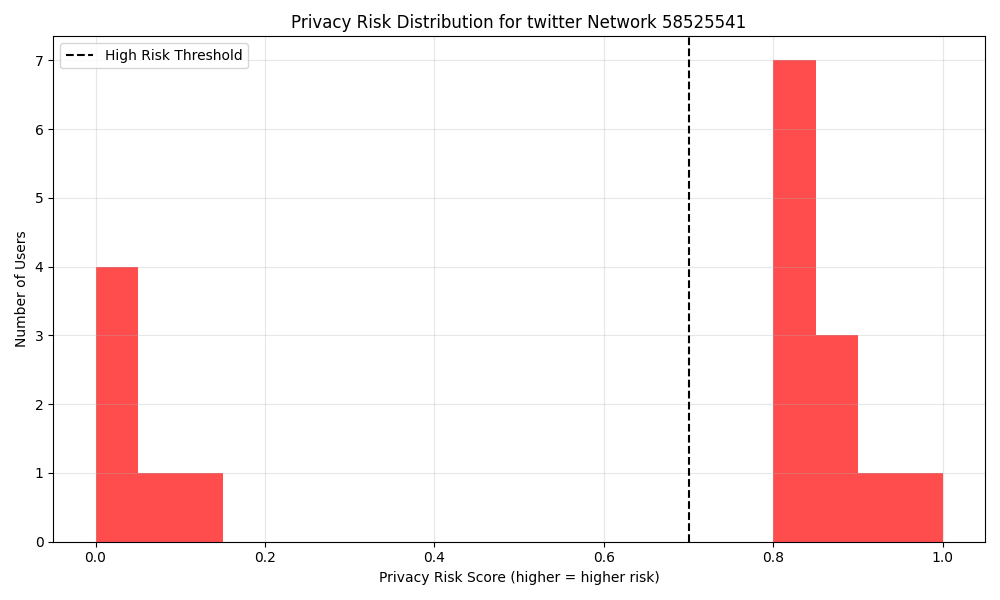 Privacy Risk Distribution for twitter Network 58525541
High Risk Threshold
Number of Users
7
6
5
4
3
2
1
0
0.0 0.2 0.4 0.6 0.8 1.0
Privacy Risk Score (higher = higher risk)